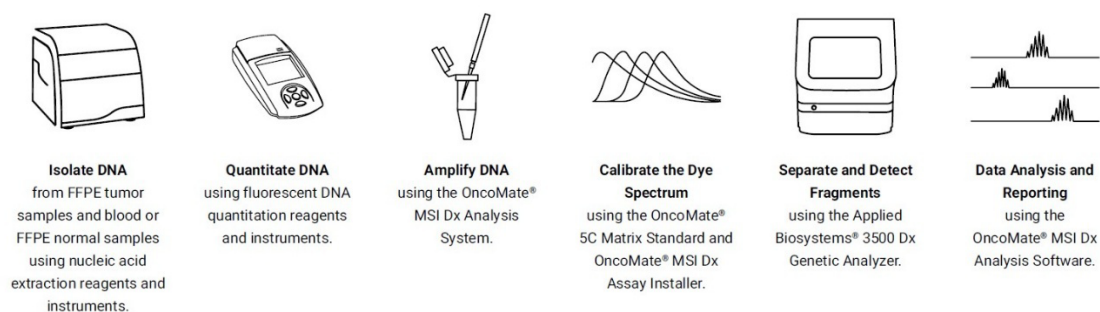 Isolate DNA
from FFPE tumor
samples and blood or
FFPE normal samples
using nucleic acid
extraction reagents and
instruments.
Quantitate DNA
using fluorescent DNA
quantitation reagents
and instruments.
Amplify DNA
using the OncoMate®
MSI Dx Analysis
System.
Calibrate the Dye
Spectrum
using the OncoMate®
5C Matrix Standard and
OncoMate® MSI Dx
Assay Installer.
Separate and Detect
Fragments
using the Applied
Biosystems® 3500 Dx
Genetic Analyzer.
Data Analysis and
Reporting
using the
OncoMate® MSI Dx
Analysis Software.